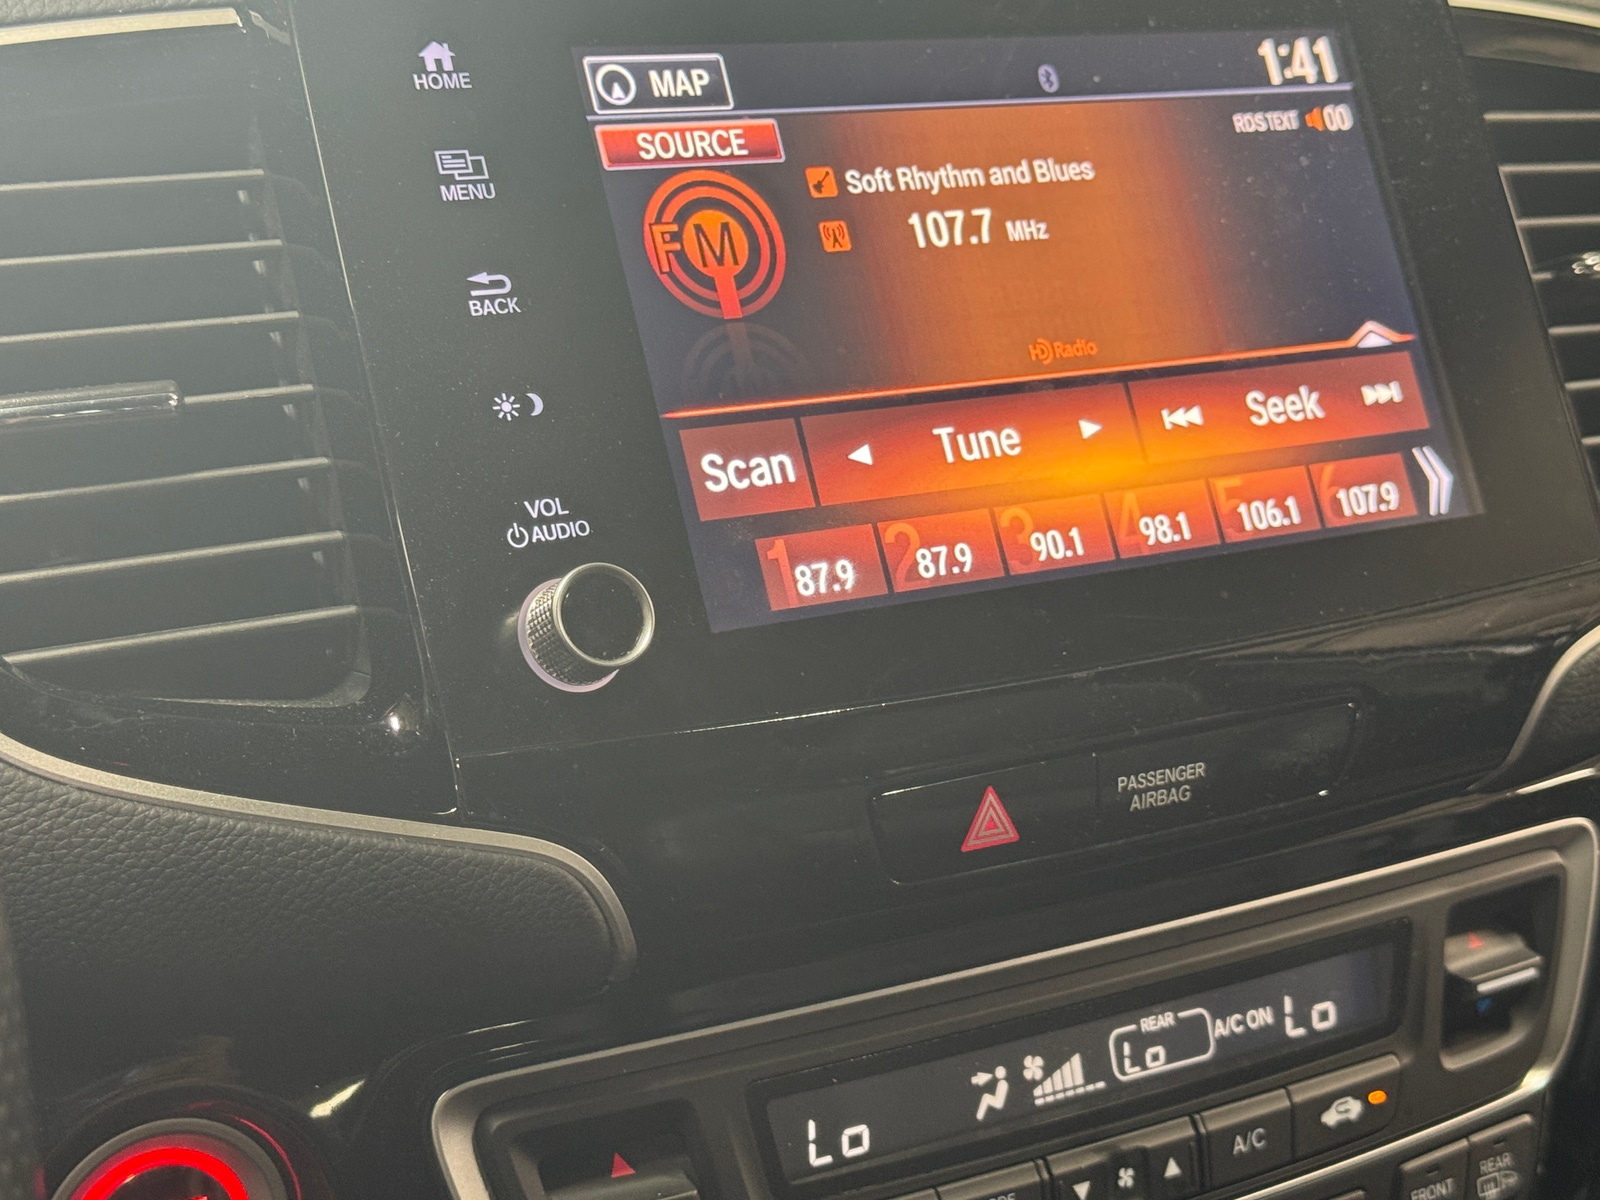 HOME
MENU
BACK
VOL
AUDIO
MAP
1:41
SOURCE
RDS TEXT 00
FM
Soft Rhythm and Blues
107.7 MHz
HD Radio
Scan
Tune
Seek
1 87.9
2 87.9
3 90.1
4 98.1
5 106.1
6 107.9
PASSENGER
AIRBAG
Lo
REAR
Lo
A/C ON
Lo
A/C
FRONT
REAR